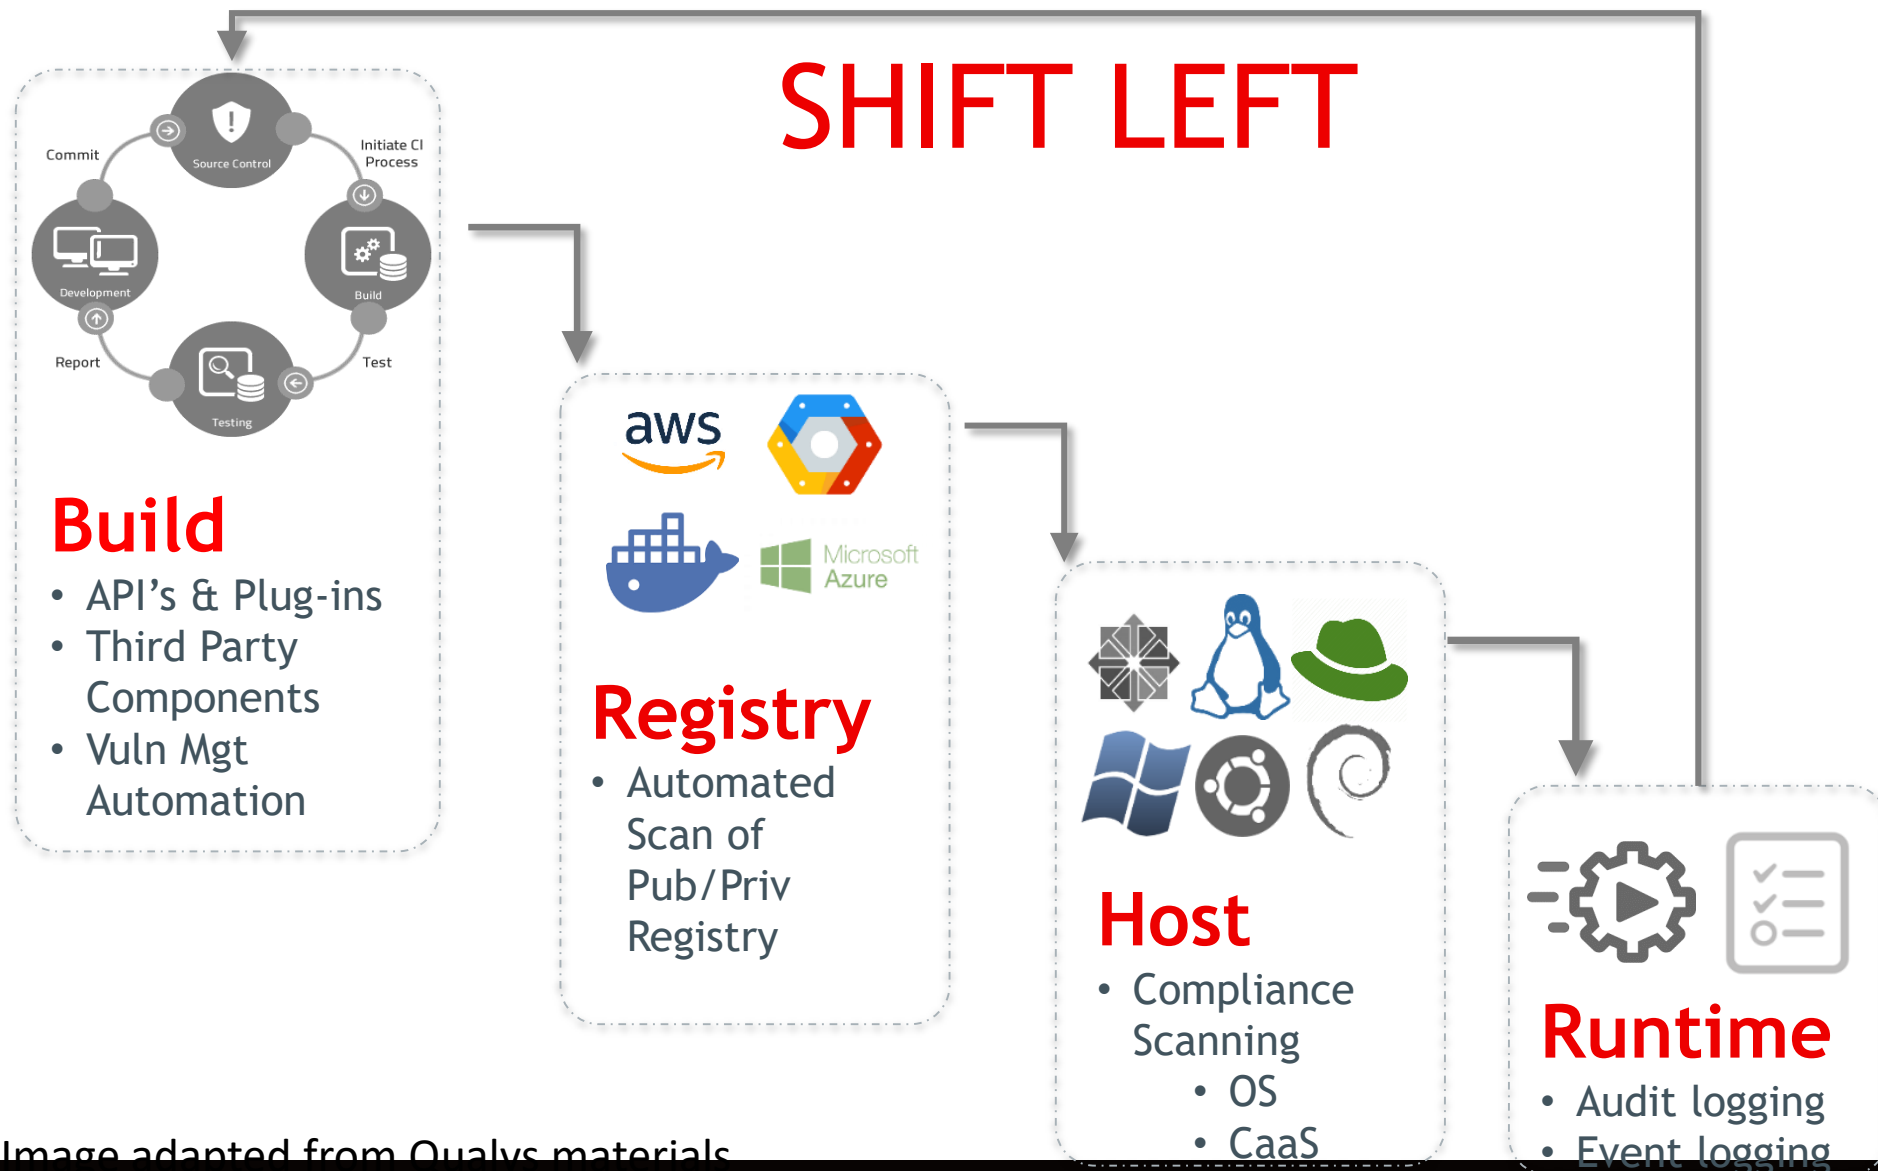 SHIFT LEFT
Source Control
Commit
Initiate CI
Process
Development
Build
Report
Test
Testing
Build
• API's & Plug-ins
• Third Party
Components
• Vuln Mgt
Automation
aws
Microsoft
Azure
Registry
• Automated
Scan of
Pub/Priv
Registry
Host
• Compliance
Scanning
• OS
• CaaS
Runtime
• Audit logging
• Event logging
Image adapted from Qualys materials